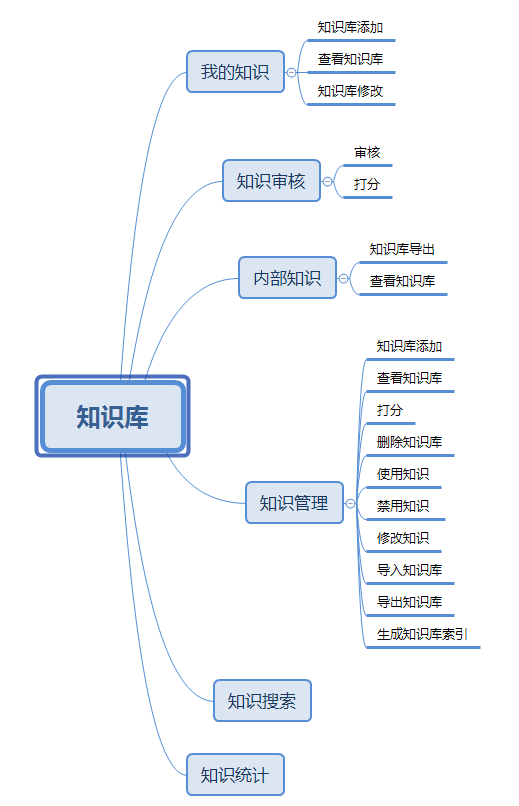 知识库
我的知识
知识库添加
查看知识库
知识库修改
知识审核
审核
打分
内部知识
知识库导出
查看知识库
知识管理
知识库添加
查看知识库
打分
删除知识库
使用知识
禁用知识
修改知识
导入知识库
导出知识库
生成知识库索引
知识搜索
知识统计